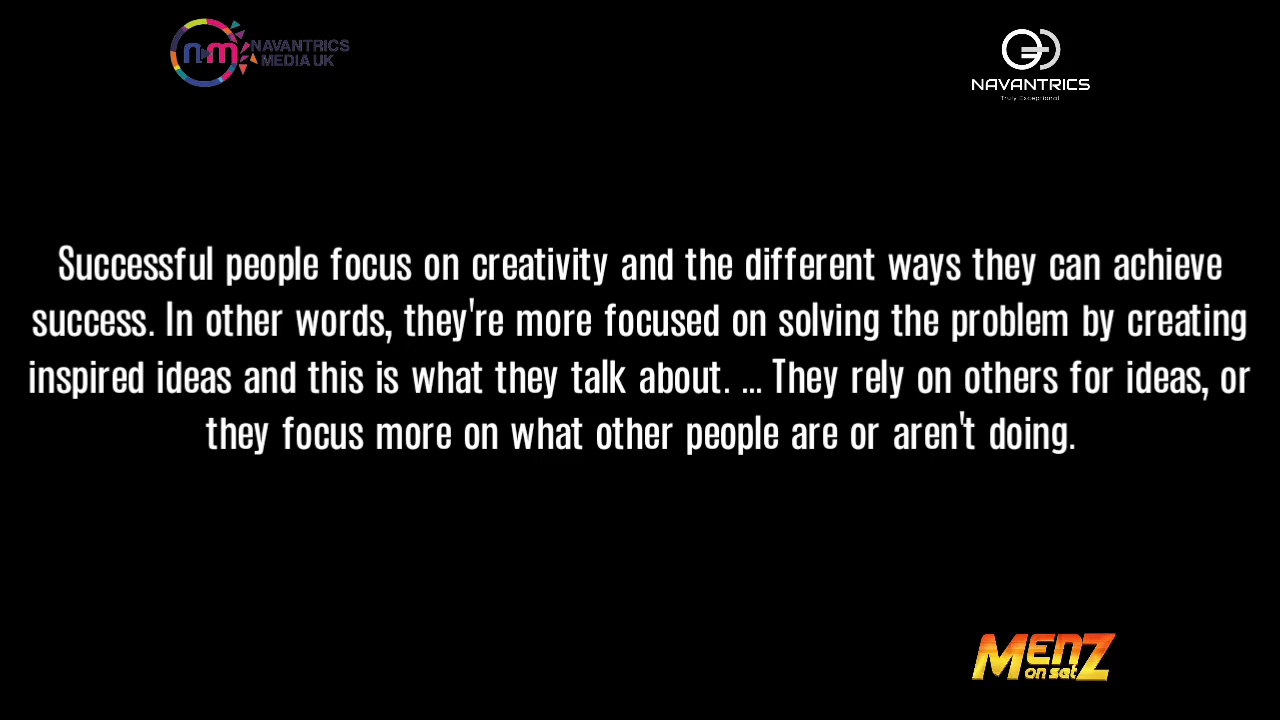 nm NAVANTRICS
MEDIA UK
NAVANTRICS
Truly Exceptional
Successful people focus on creativity and the different ways they can achieve
success. In other words, they're more focused on solving the problem by creating
inspired ideas and this is what they talk about. ... They rely on others for ideas, or
they focus more on what other people are or aren't doing.
MENZ
on set